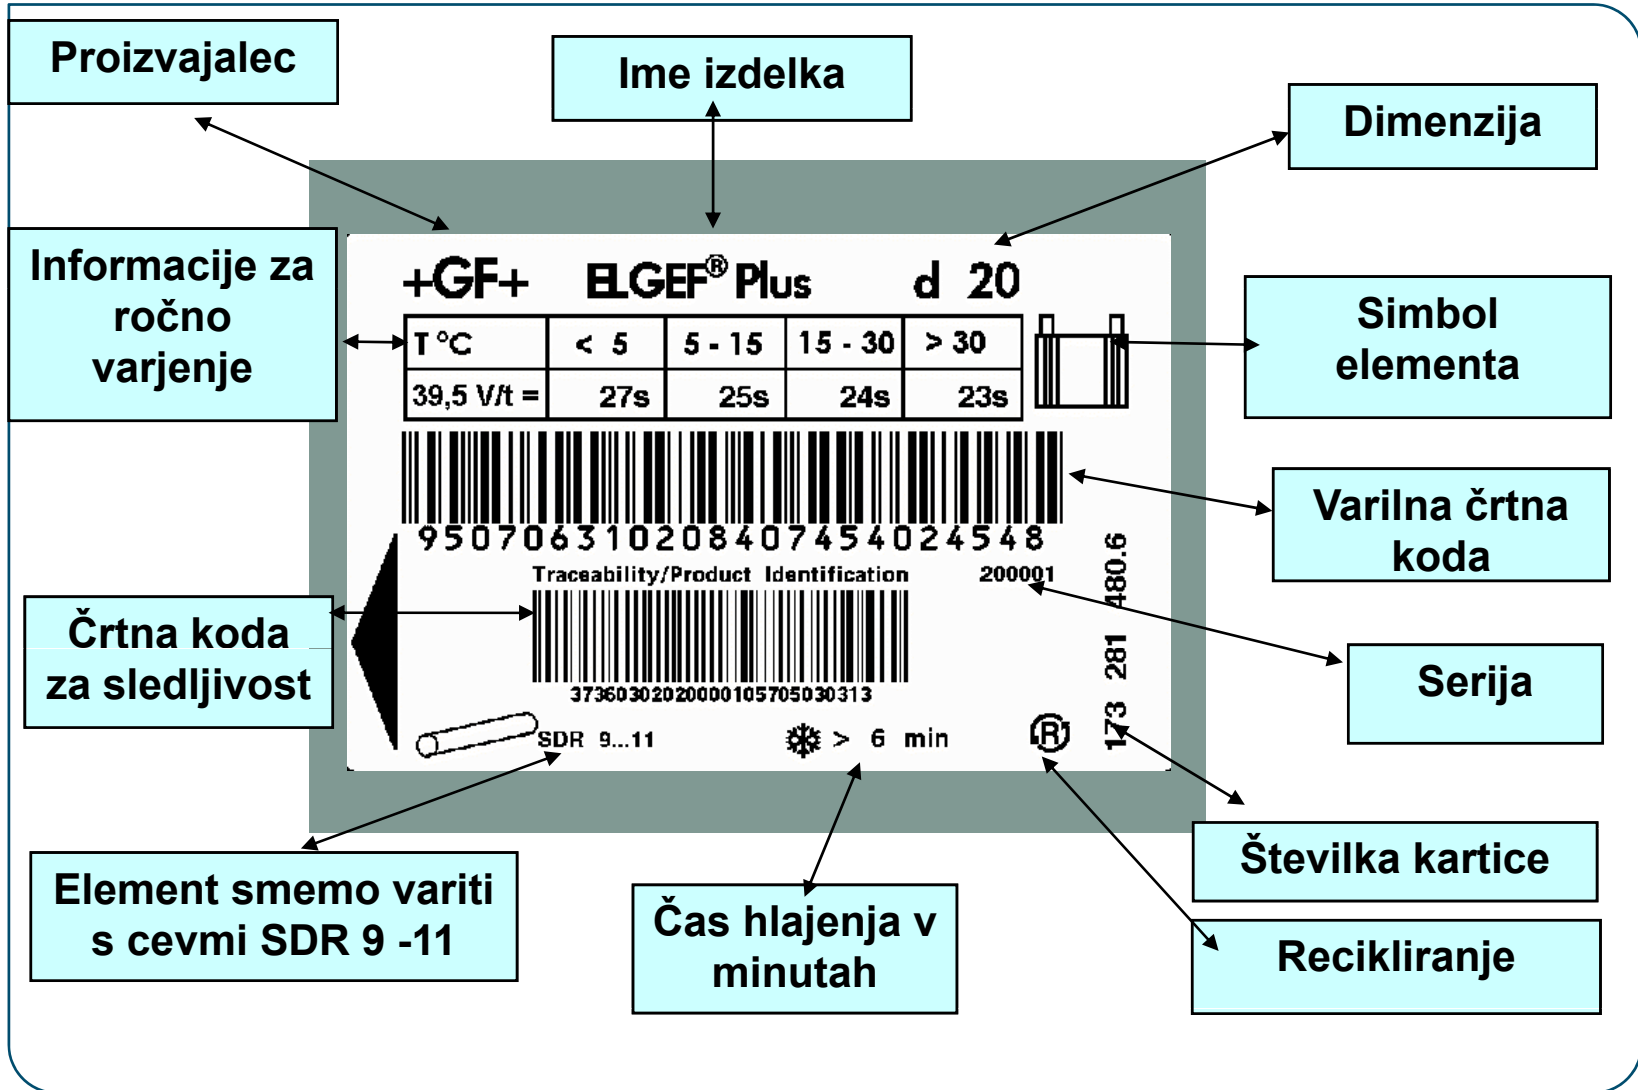 Proizvajalec
Ime izdelka
Dimenzija
Informacije za
ročno
varjenje
+GF+ ELGEF® Plus d 20
T °C < 5 5 - 15 15 - 30 > 30
39,5 V/t = 27s 25s 24s 23s
Simbol
elementa
Varilna črtna
koda
950706310208407454024548
Traceability/Product Identification 200001
173 281 480.6
Črtna koda
za sledljivost
37360302020000105705030313
Serija
SDR 9...11 > 6 min R
Številka kartice
Element smemo variti
s cevmi SDR 9 -11
Čas hlajenja v
minutah
Recikliranje